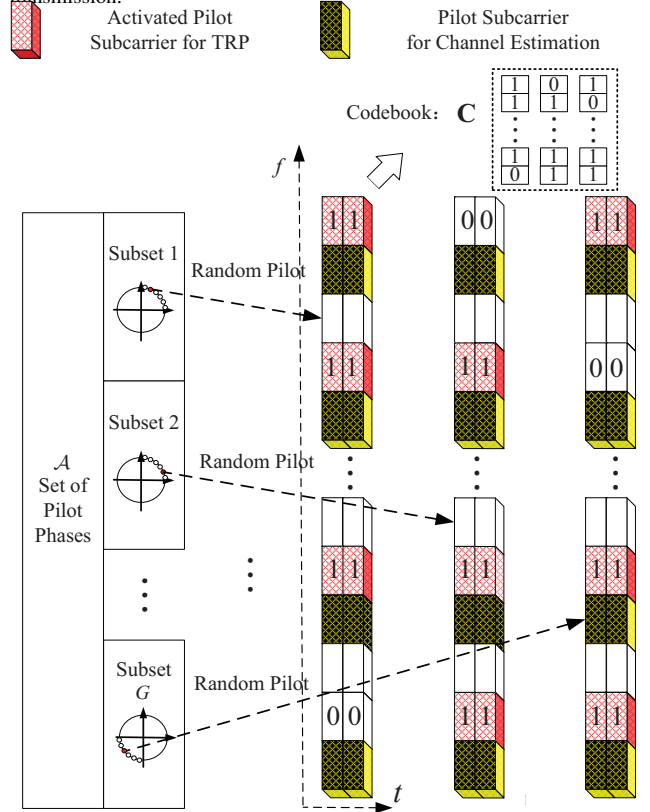 Activated Pilot
Subcarrier for TRP
Pilot Subcarrier
for Channel Estimation
Codebook: C
1 0 1
1 1 0
1 1 1
0 1 1
f
1 1 0 0 1 1
Subset 1
Random Pilot
1 1 1 1 0 0
Subset 2
Random Pilot
𝒜
Set of
Pilot
Phases
1 1 1 1 1 1
Subset
G
Random Pilot
0 0 1 1 1 1
t